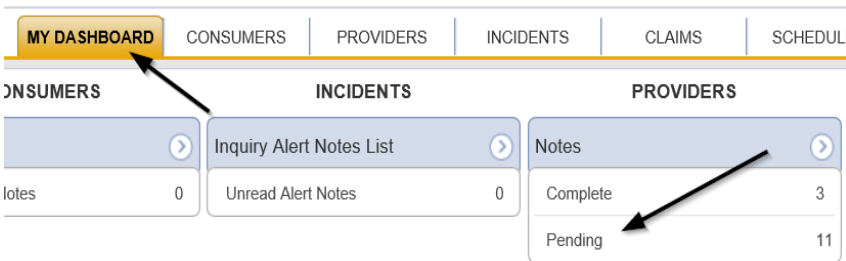 MY DASHBOARD CONSUMERS PROVIDERS INCIDENTS CLAIMS SCHEDUL
ONSUMERS INCIDENTS PROVIDERS
Inquiry Alert Notes List Notes
lotes 0 Unread Alert Notes 0 Complete 3
Pending 11